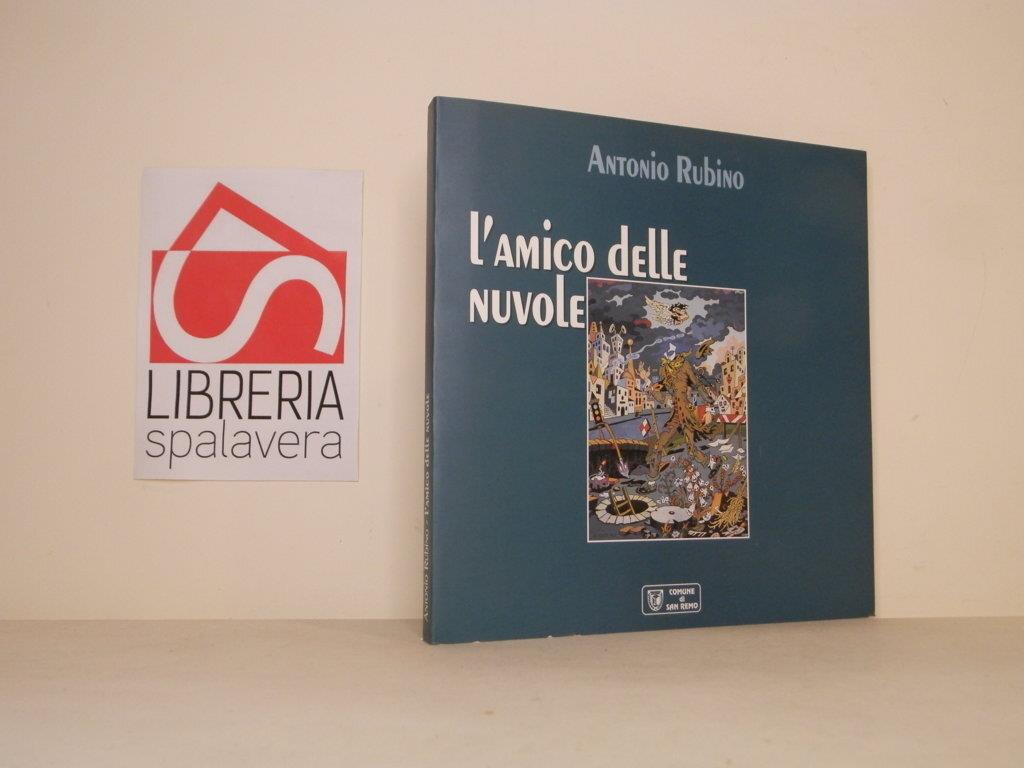 LIBRERIA
spalavera
ANTONIO RUBINO
l'AMICO dELLE
NUVOLE
COMUNE
di
SAN REMO
ANTONIO RUBINO - l'AMICO dELLE NUVOLE